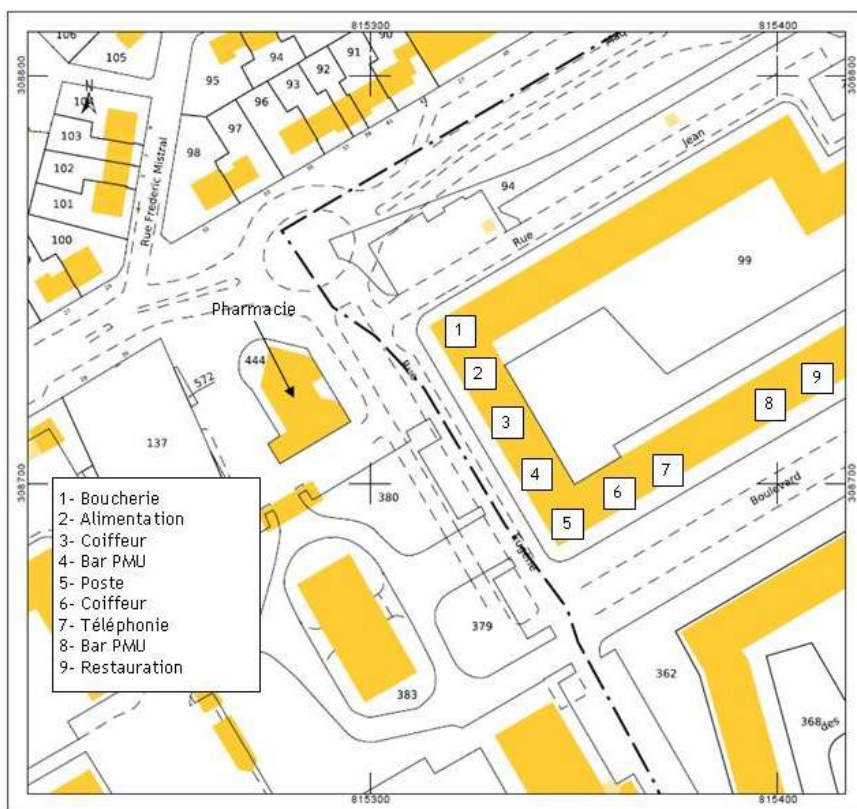 815300
815400
308800
308800
106
105
94
91
90
95
93
92
N
104
96
103
97
98
102
101
100
Rue Frederic Mistral
94
Jean
Rue
99
Pharmacie
444
572
137
Rue
1
2
3
4
5
6
7
8
9
308700
308700
380
Boulevard
Eugène
1- Boucherie
2- Alimentation
3- Coiffeur
4- Bar PMU
5- Poste
6- Coiffeur
7- Téléphonie
8- Bar PMU
9- Restauration
379
383
362
368
des
815300
815400